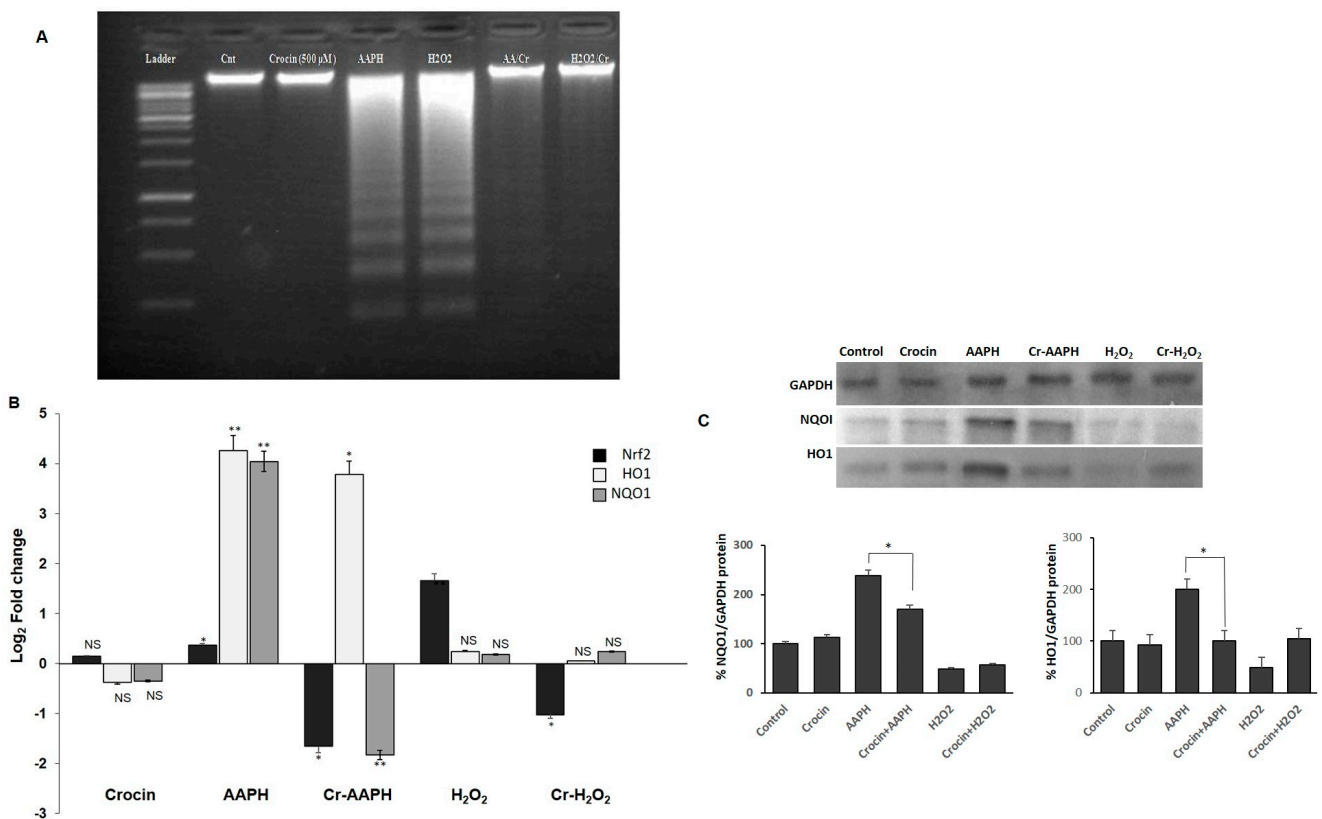 A
Ladder Cnt Crocin (500 µM) AAPH H2O2 AA/Cr H2O2/Cr
B
Log2 Fold change
5
4
3
2
1
0
-1
-2
-3
NS
NS
NS
*
**
**
*
*
**
**
NS
NS
*
NS
NS
Nrf2
HO1
NQO1
Crocin AAPH Cr-AAPH H2O2 Cr-H2O2
C
Control Crocin AAPH Cr-AAPH H2O2 Cr-H2O2
GAPDH
NQOI
HO1
% NQO1/GAPDH protein
300
200
100
0
*
Control Crocin AAPH Crocin+AAPH H2O2 Crocin+H2O2
% HO1/GAPDH protein
300
200
100
0
*
Control Crocin AAPH Crocin+AAPH H2O2 Crocin+H2O2